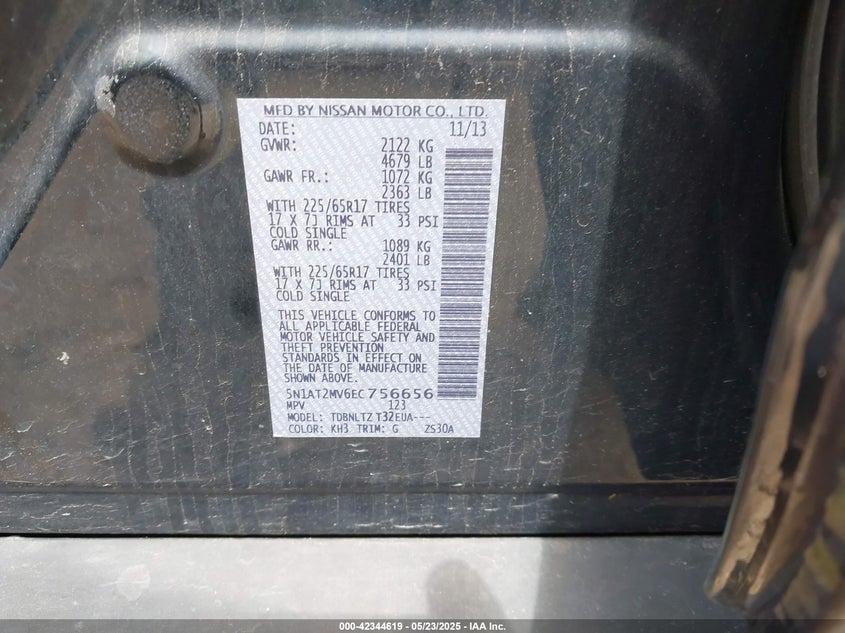 MFD BY NISSAN MOTOR CO., LTD.
DATE: 11/13
GVWR: 2122 KG
4679 LB
GAWR FR.: 1072 KG
2363 LB
WITH 225/65R17 TIRES
17 X 7J RIMS AT 33 PSI
COLD SINGLE
GAWR RR.: 1089 KG
2401 LB
WITH 225/65R17 TIRES
17 X 7J RIMS AT 33 PSI
COLD SINGLE
THIS VEHICLE CONFORMS TO
ALL APPLICABLE FEDERAL
MOTOR VEHICLE SAFETY AND
THEFT PREVENTION
STANDARDS IN EFFECT ON
THE DATE OF MANUFACTURE
SHOWN ABOVE.
5N1AT2MV6EC756656
MPV 123
MODEL: TDBNLTZ T32EUA---
COLOR: KH3 TRIM: G ZS30A
000-42344619 - 05/23/2025 - IAA Inc.